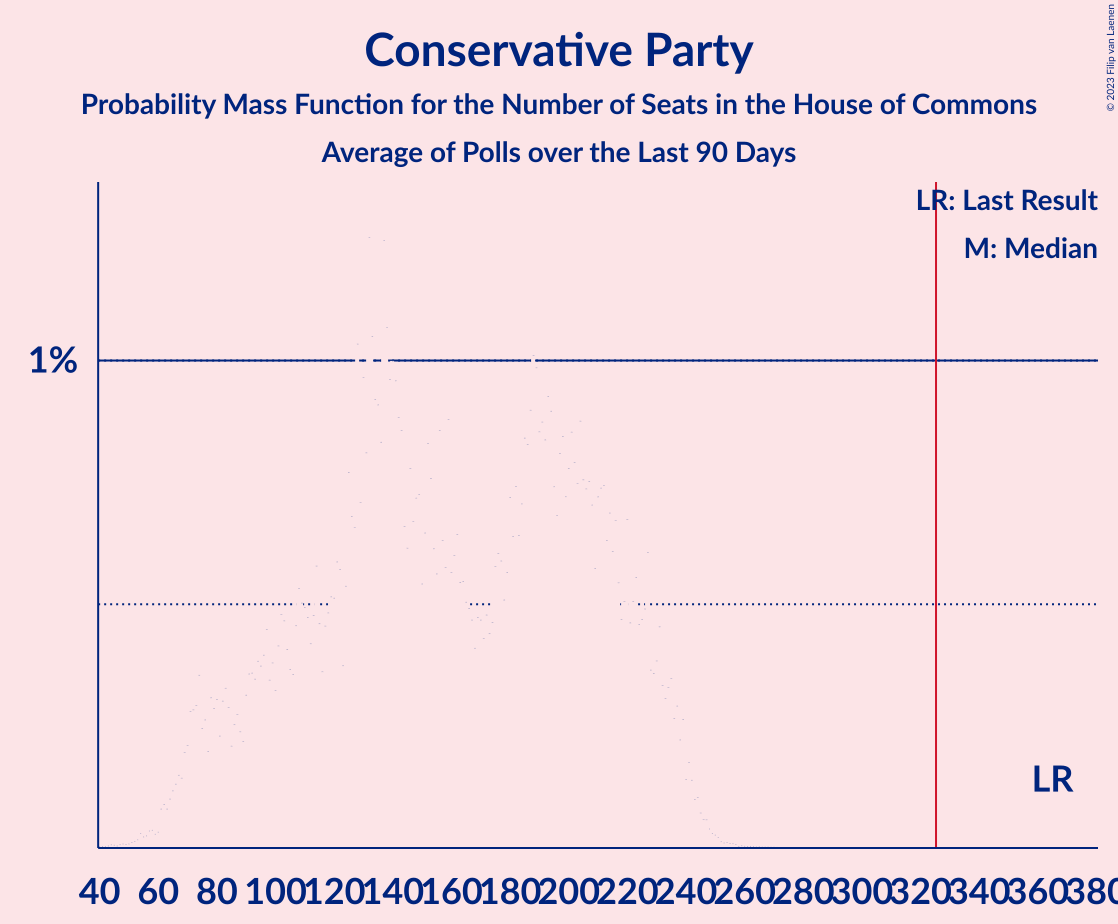 Conservative Party
Probability Mass Function for the Number of Seats in the House of Commons
Average of Polls over the Last 90 Days
© 2023 Filip van Laenen
LR: Last Result
M: Median
1%
LR
40 60 80 100 120 140 160 180 200 220 240 260 280 300 320 340 360 380